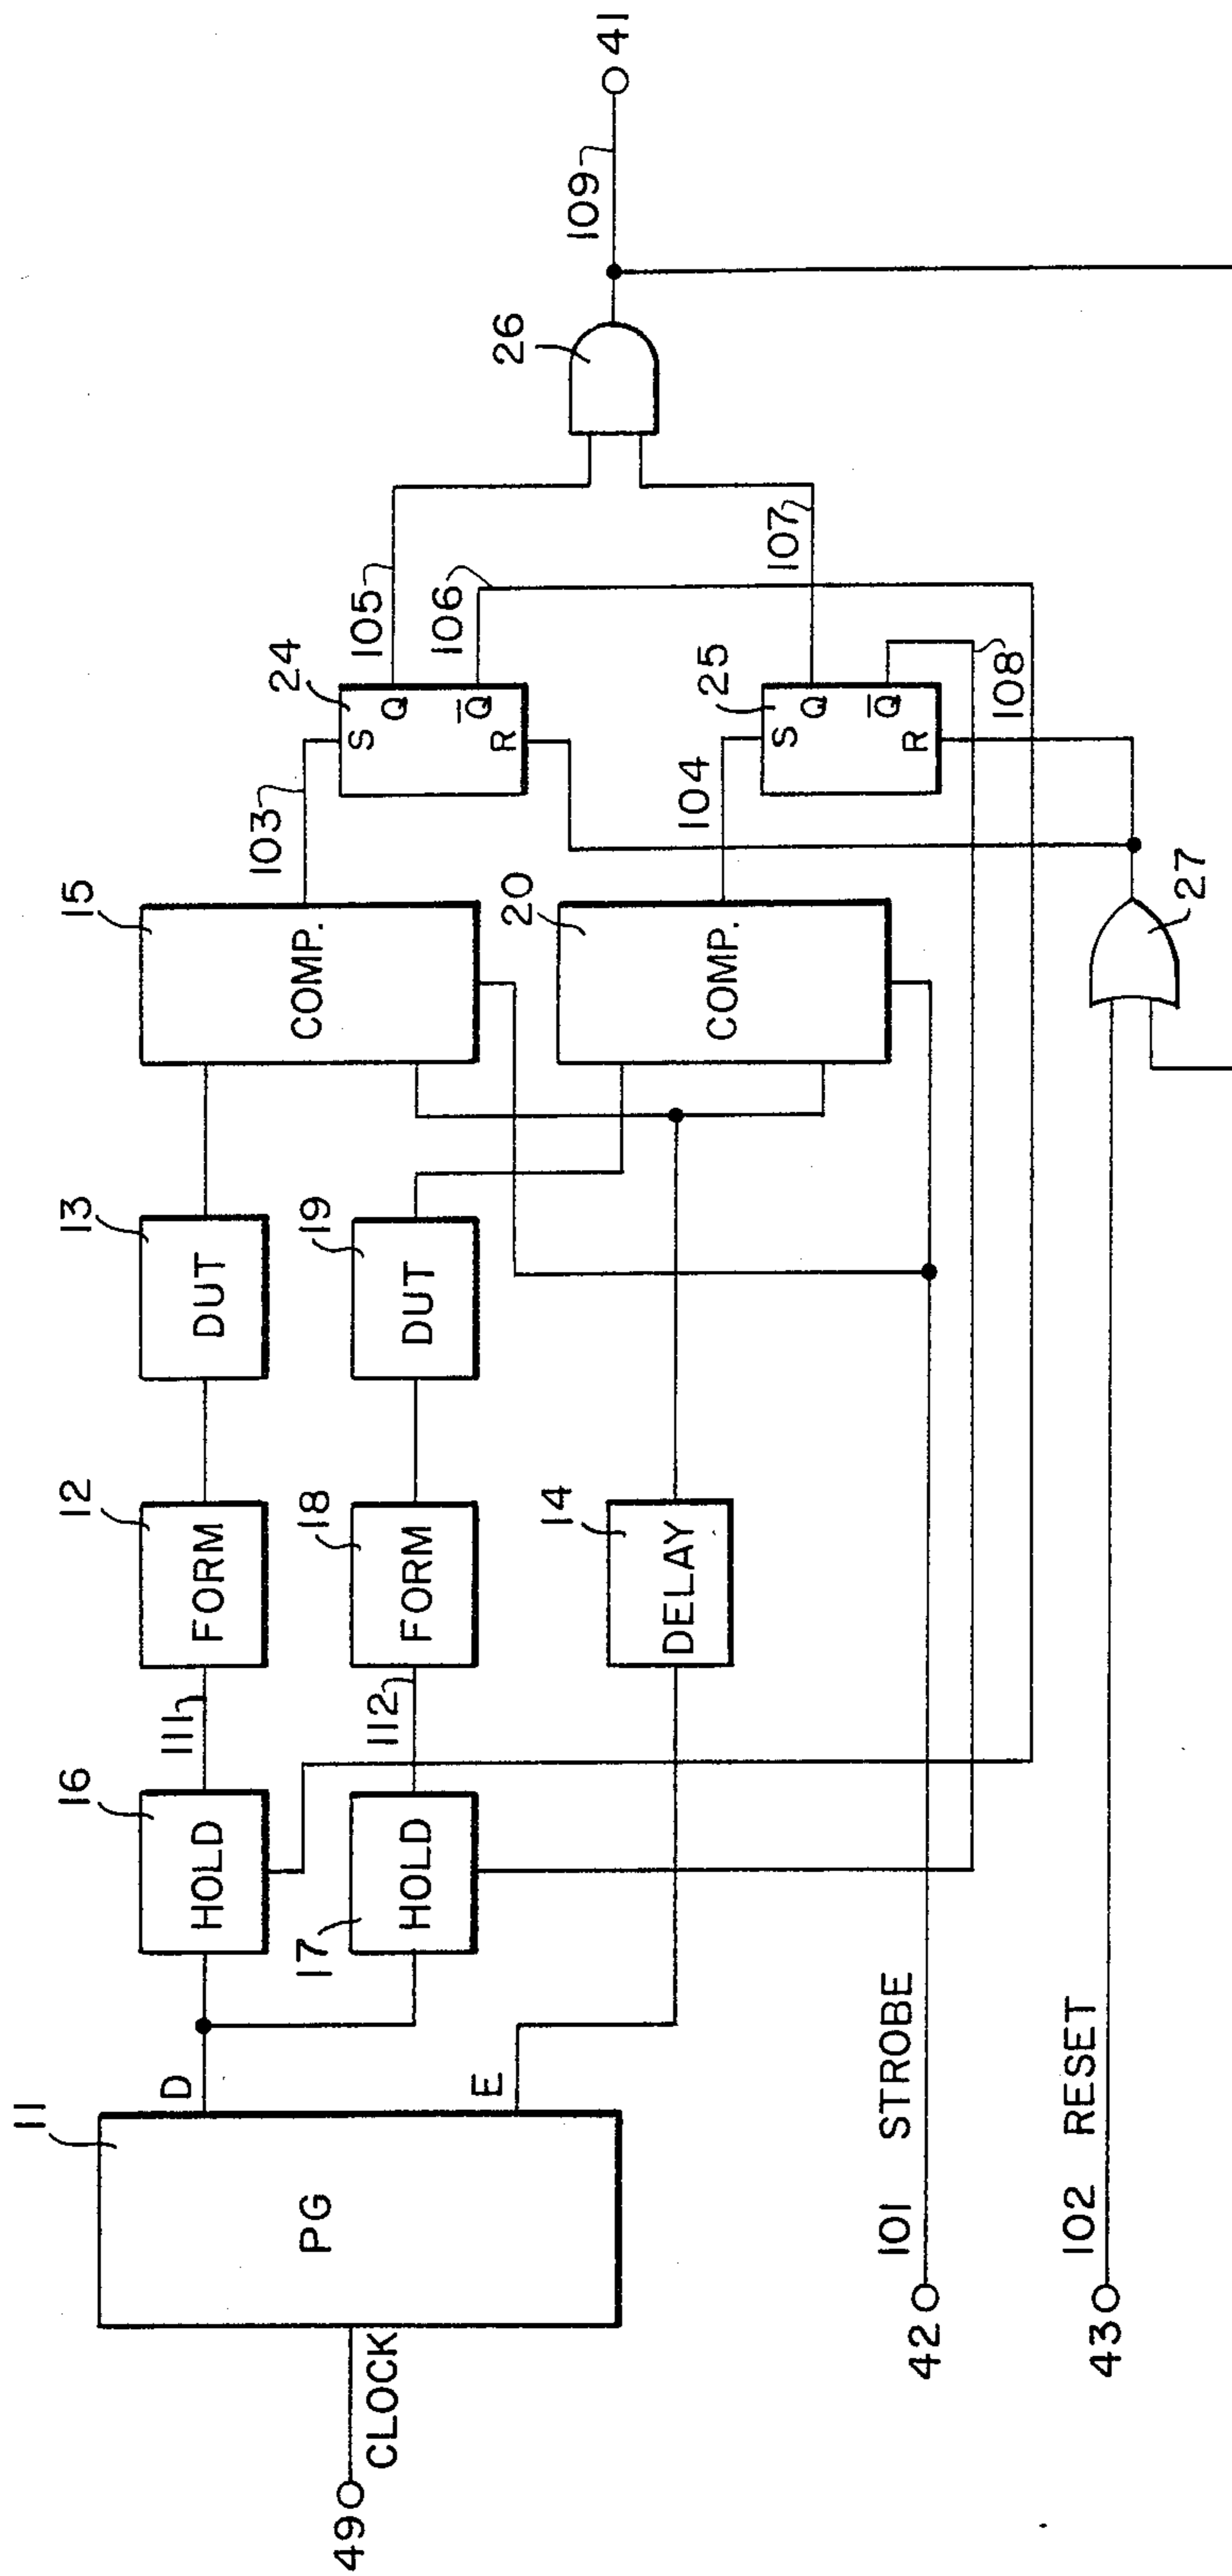 49
CLOCK
11
PG
D
E
16
HOLD
17
HOLD
111
112
12
FORM
18
FORM
14
DELAY
13
DUT
19
DUT
15
COMP.
20
COMP.
103
104
24
S
Q
Q̅
R
25
S
Q
Q̅
R
105
106
107
108
26
109
41
42
101 STROBE
43
102 RESET
27